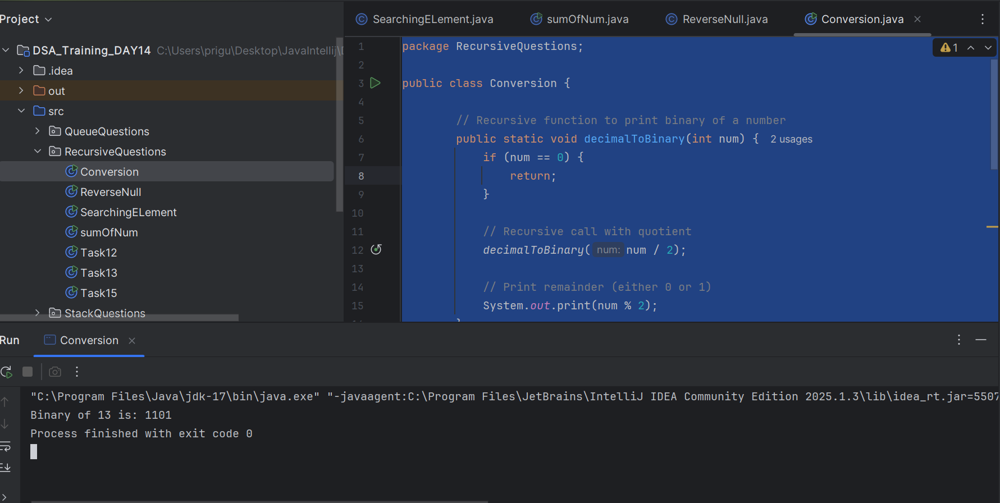 Project
DSA_Training_DAY14 C:\Users\prigu\Desktop\JavaIntellij\
.idea
out
src
QueueQuestions
RecursiveQuestions
Conversion
ReverseNull
SearchingELement
sumOfNum
Task12
Task13
Task15
StackQuestions
SearchingELement.java sumOfNum.java ReverseNull.java Conversion.java
1 package RecursiveQuestions;
1
2
3 public class Conversion {
4
5 // Recursive function to print binary of a number
6 public static void decimalToBinary(int num) { 2 usages
7 if (num == 0) {
8 return;
9 }
10
11 // Recursive call with quotient
12 decimalToBinary( num: num / 2);
13
14 // Print remainder (either 0 or 1)
15 System.out.print(num % 2);
Run Conversion
"C:\Program Files\Java\jdk-17\bin\java.exe" "-javaagent:C:\Program Files\JetBrains\IntelliJ IDEA Community Edition 2025.1.3\lib\idea_rt.jar=5507
Binary of 13 is: 1101
Process finished with exit code 0